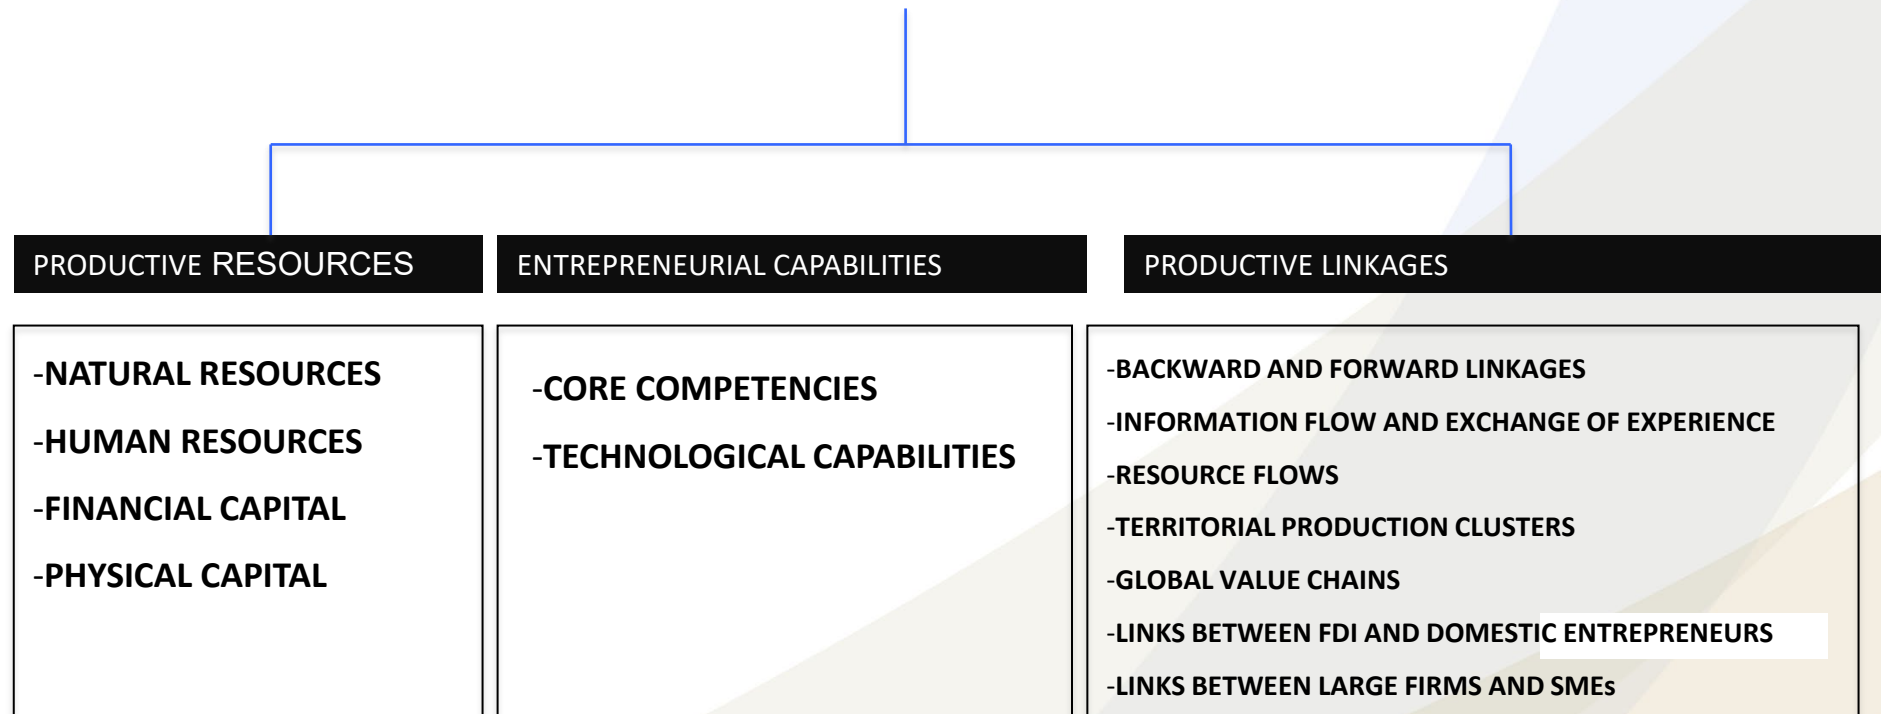 PRODUCTIVE RESOURCES
ENTREPRENEURIAL CAPABILITIES
PRODUCTIVE LINKAGES
-NATURAL RESOURCES
-HUMAN RESOURCES
-FINANCIAL CAPITAL
-PHYSICAL CAPITAL
-CORE COMPETENCIES
-TECHNOLOGICAL CAPABILITIES
-BACKWARD AND FORWARD LINKAGES
-INFORMATION FLOW AND EXCHANGE OF EXPERIENCE
-RESOURCE FLOWS
-TERRITORIAL PRODUCTION CLUSTERS
-GLOBAL VALUE CHAINS
-LINKS BETWEEN FDI AND DOMESTIC ENTREPRENEURS
-LINKS BETWEEN LARGE FIRMS AND SMEs